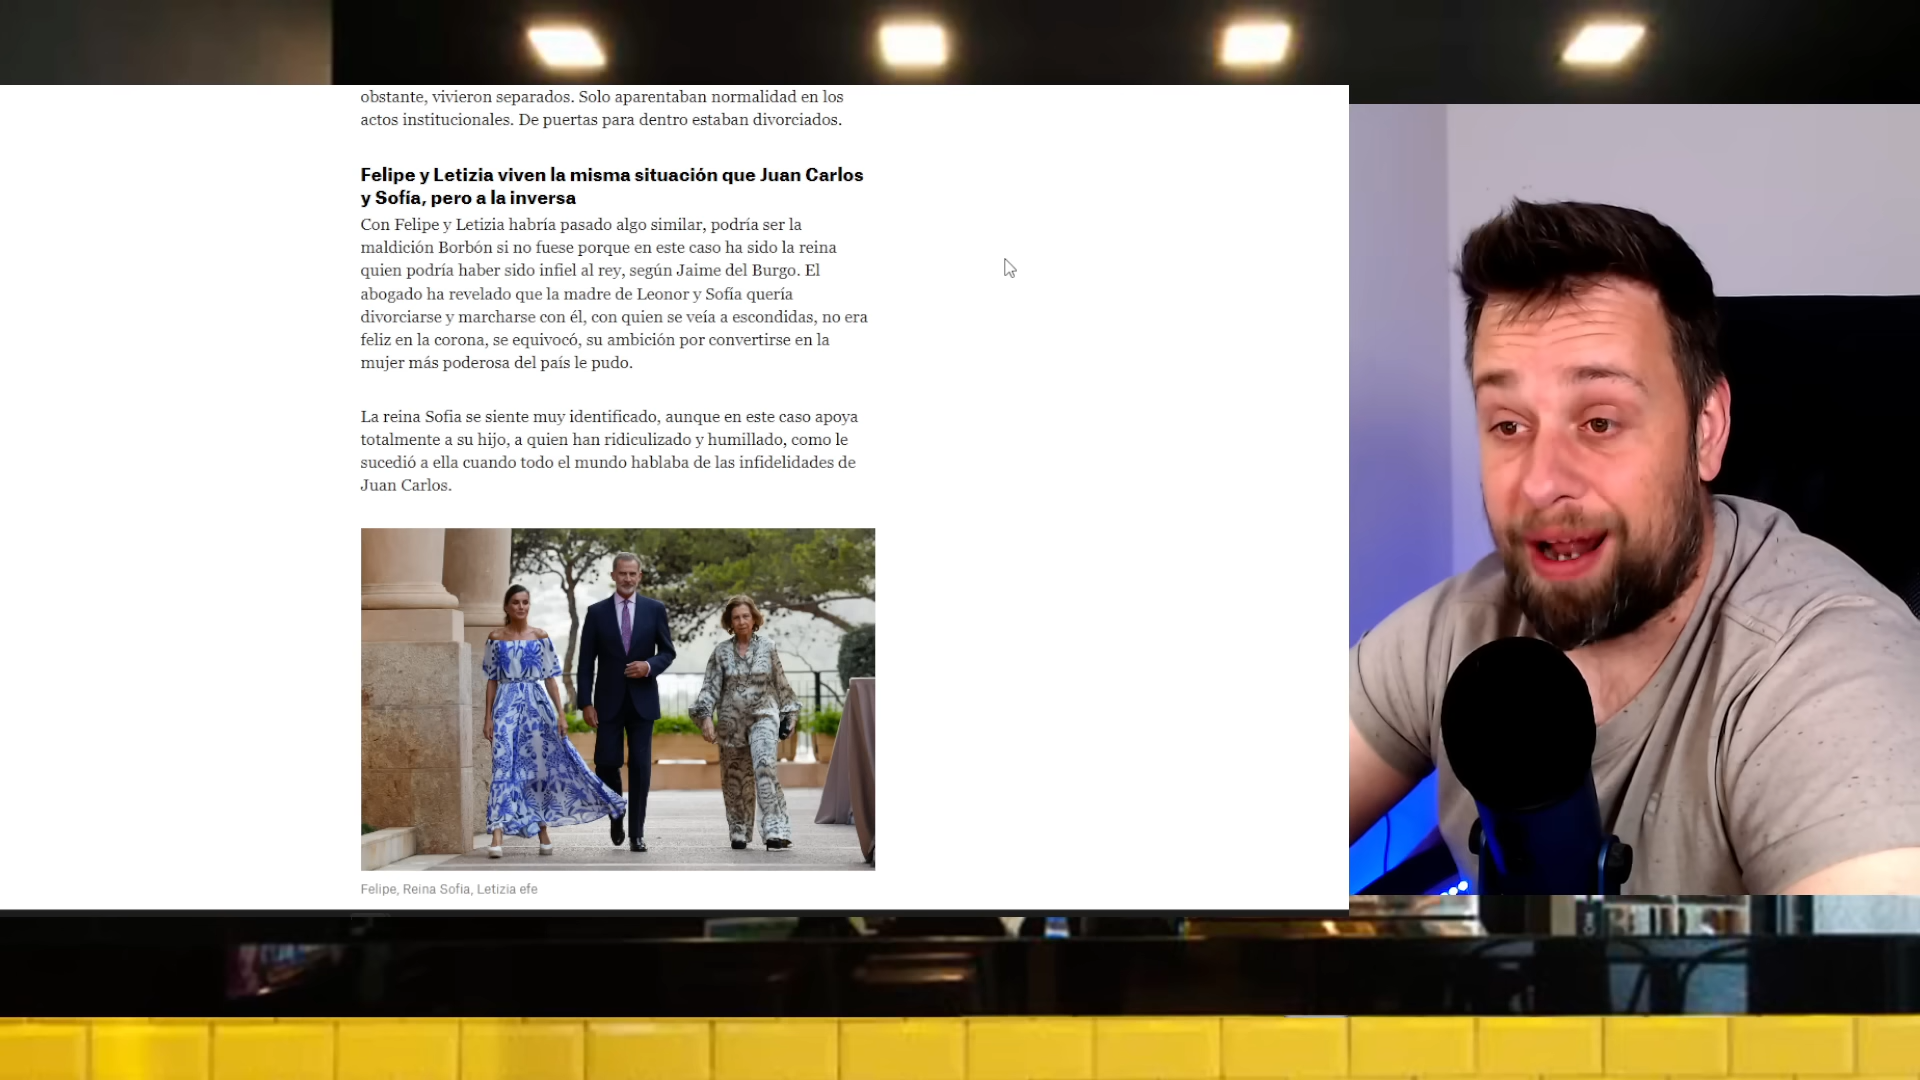 obstante, vivieron separados. Solo aparentaban normalidad en los
actos institucionales. De puertas para dentro estaban divorciados.
Felipe y Letizia viven la misma situación que Juan Carlos
y Sofía, pero a la inversa
Con Felipe y Letizia habría pasado algo similar, podría ser la
maldición Borbón si no fuese porque en este caso ha sido la reina
quien podría haber sido infiel al rey, según Jaime del Burgo. El
abogado ha revelado que la madre de Leonor y Sofía quería
divorciarse y marcharse con él, con quien se veía a escondidas, no era
feliz en la corona, se equivocó, su ambición por convertirse en la
mujer más poderosa del país le pudo.
La reina Sofia se siente muy identificado, aunque en este caso apoya
totalmente a su hijo, a quien han ridiculizado y humillado, como le
sucedió a ella cuando todo el mundo hablaba de las infidelidades de
Juan Carlos.
Felipe, Reina Sofia, Letizia efe